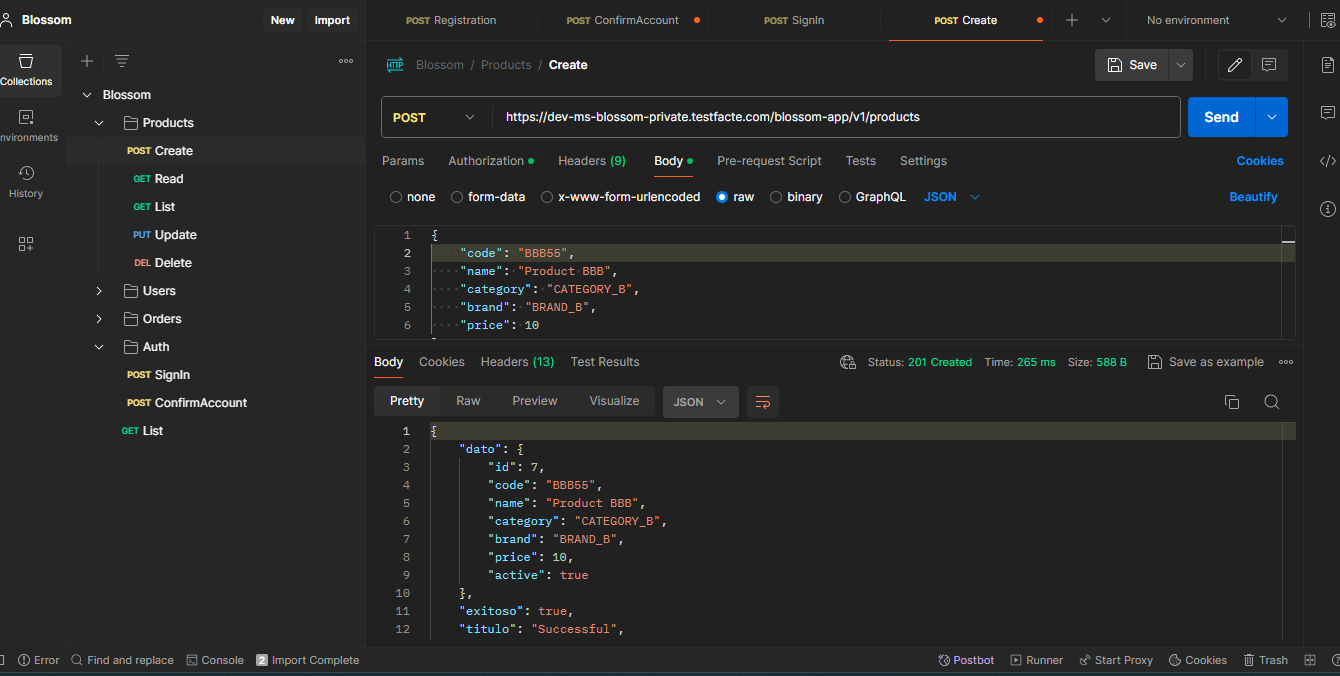 Blossom New Import POST Registration POST ConfirmAccount POST SignIn POST Create No environment
Collections
Environments
History
Blossom
Products
POST Create
GET Read
GET List
PUT Update
DEL Delete
Users
Orders
Auth
POST SignIn
POST ConfirmAccount
GET List
HTTP Blossom / Products / Create Save
POST https://dev-ms-blossom-private.testfacte.com/blossom-app/v1/products Send
Params Authorization Headers (9) Body Pre-request Script Tests Settings Cookies
none form-data x-www-form-urlencoded raw binary GraphQL JSON Beautify
1 {
2 "code": "BBB55",
3 "name": "Product BBB",
4 "category": "CATEGORY_B",
5 "brand": "BRAND_B",
6 "price": 10
Body Cookies Headers (13) Test Results Status: 201 Created Time: 265 ms Size: 588 B Save as example
Pretty Raw Preview Visualize JSON
1 {
2 "dato": {
3 "id": 7,
4 "code": "BBB55",
5 "name": "Product BBB",
6 "category": "CATEGORY_B",
7 "brand": "BRAND_B",
8 "price": 10,
9 "active": true
10 },
11 "exitoso": true,
12 "titulo": "Successful",
Error Find and replace Console 2 Import Complete Postbot Runner Start Proxy Cookies Trash